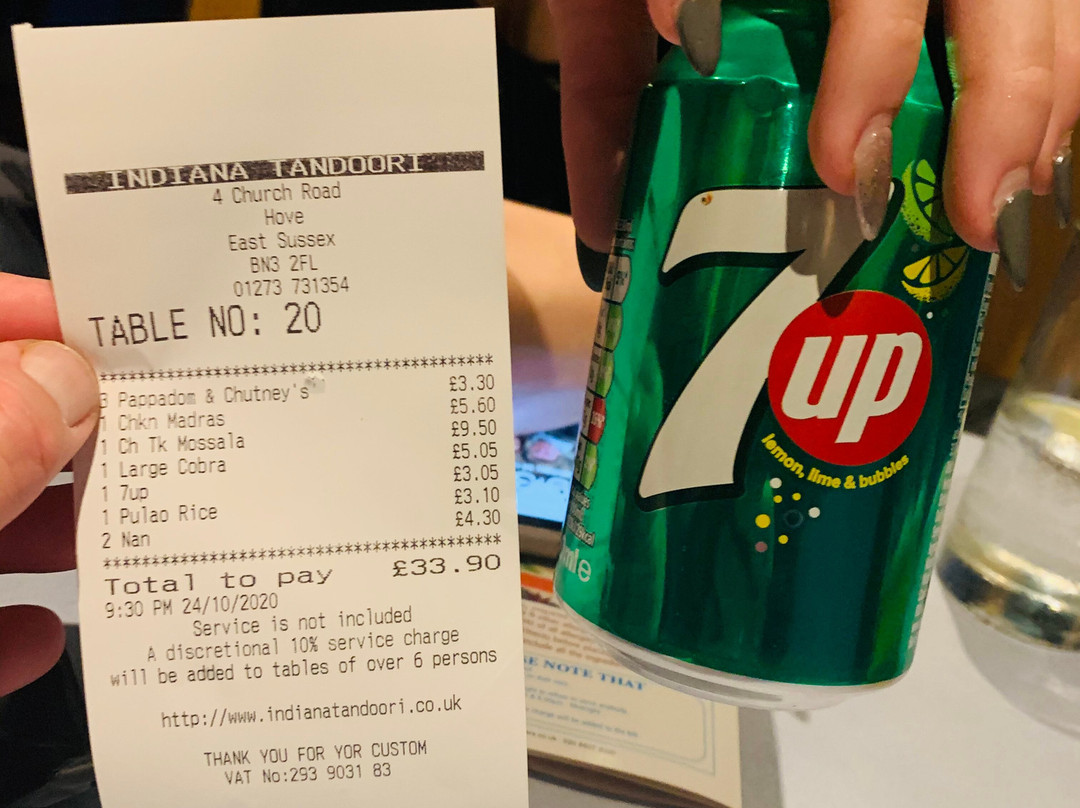 INDIANA TANDOORI
4 Church Road
Hove
East Sussex
BN3 2FL
01273 731354
TABLE NO: 20
***************************************
3 Pappadom & Chutney's £3.30
1 Chkn Madras £5.60
1 Ch Tk Mossala £9.50
1 Large Cobra £5.05
1 7up £3.05
1 Pulao Rice £3.10
2 Nan £4.30
***************************************
Total to pay £33.90
9:30 PM 24/10/2020
Service is not included
A discretional 10% service charge
will be added to tables of over 6 persons
http://www.indianatandoori.co.uk
THANK YOU FOR YOR CUSTOM
VAT No:293 9031 83
7up
lemon, lime & bubbles
ml e
NOTE THAT